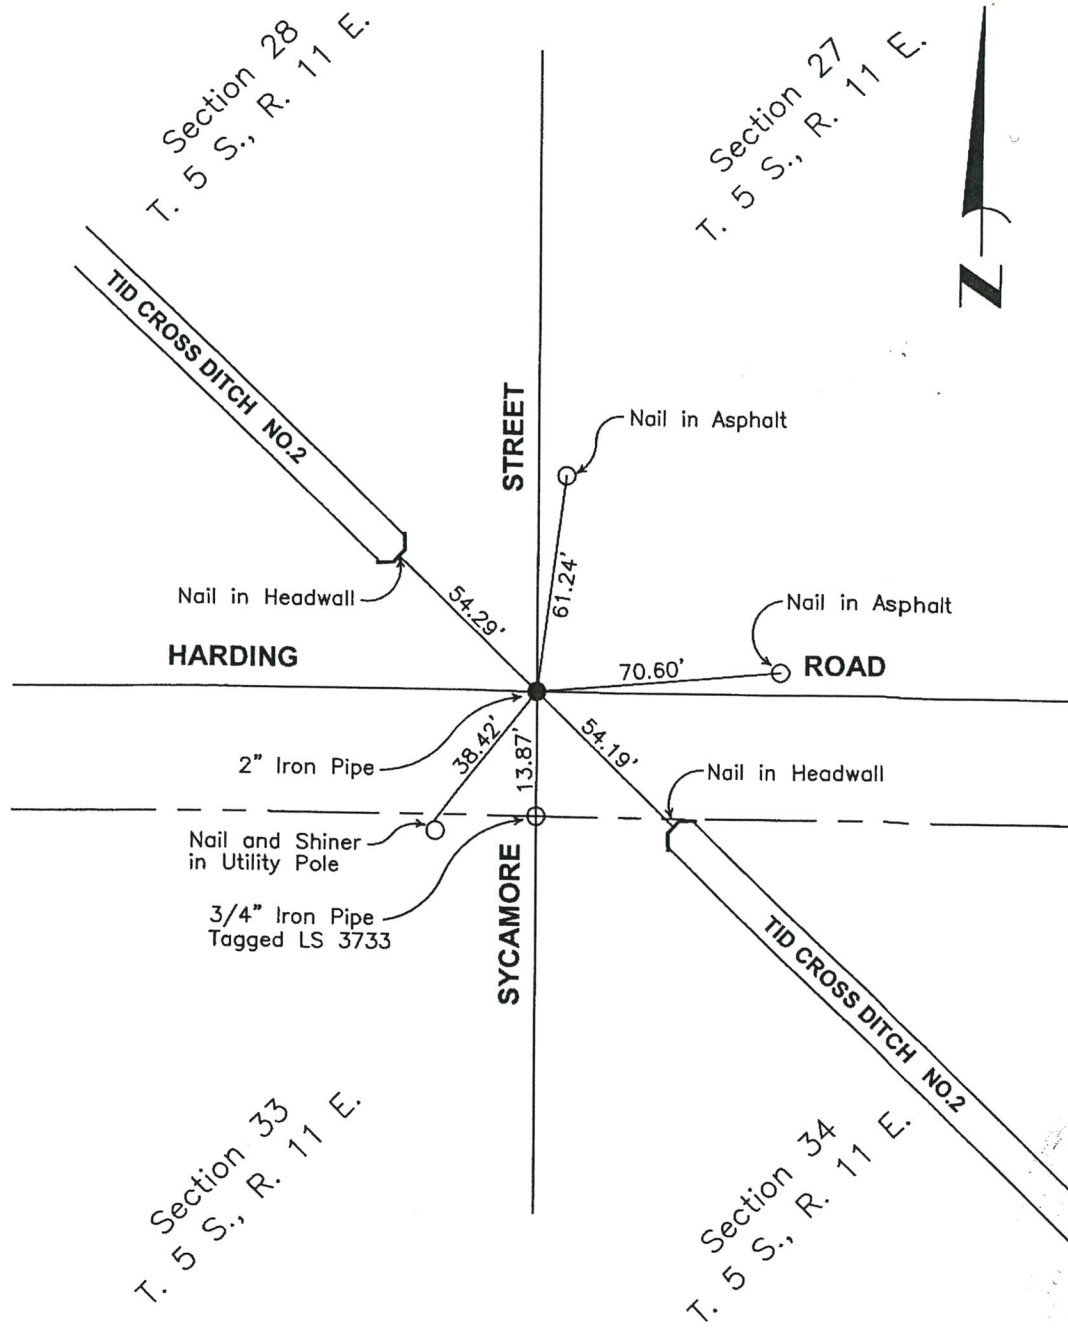 Section 28
T. 5 S., R. 11 E.
Section 27
T. 5 S., R. 11 E.
N
TID CROSS DITCH NO.2
STREET
Nail in Asphalt
61.24'
Nail in Headwall
54.29'
Nail in Asphalt
HARDING
70.60'
ROAD
2" Iron Pipe
38.42'
13.87'
54.19'
Nail in Headwall
Nail and Shiner
in Utility Pole
3/4" Iron Pipe
Tagged LS 3733
SYCAMORE
TID CROSS DITCH NO.2
Section 33
T. 5 S., R. 11 E.
Section 34
T. 5 S., R. 11 E.